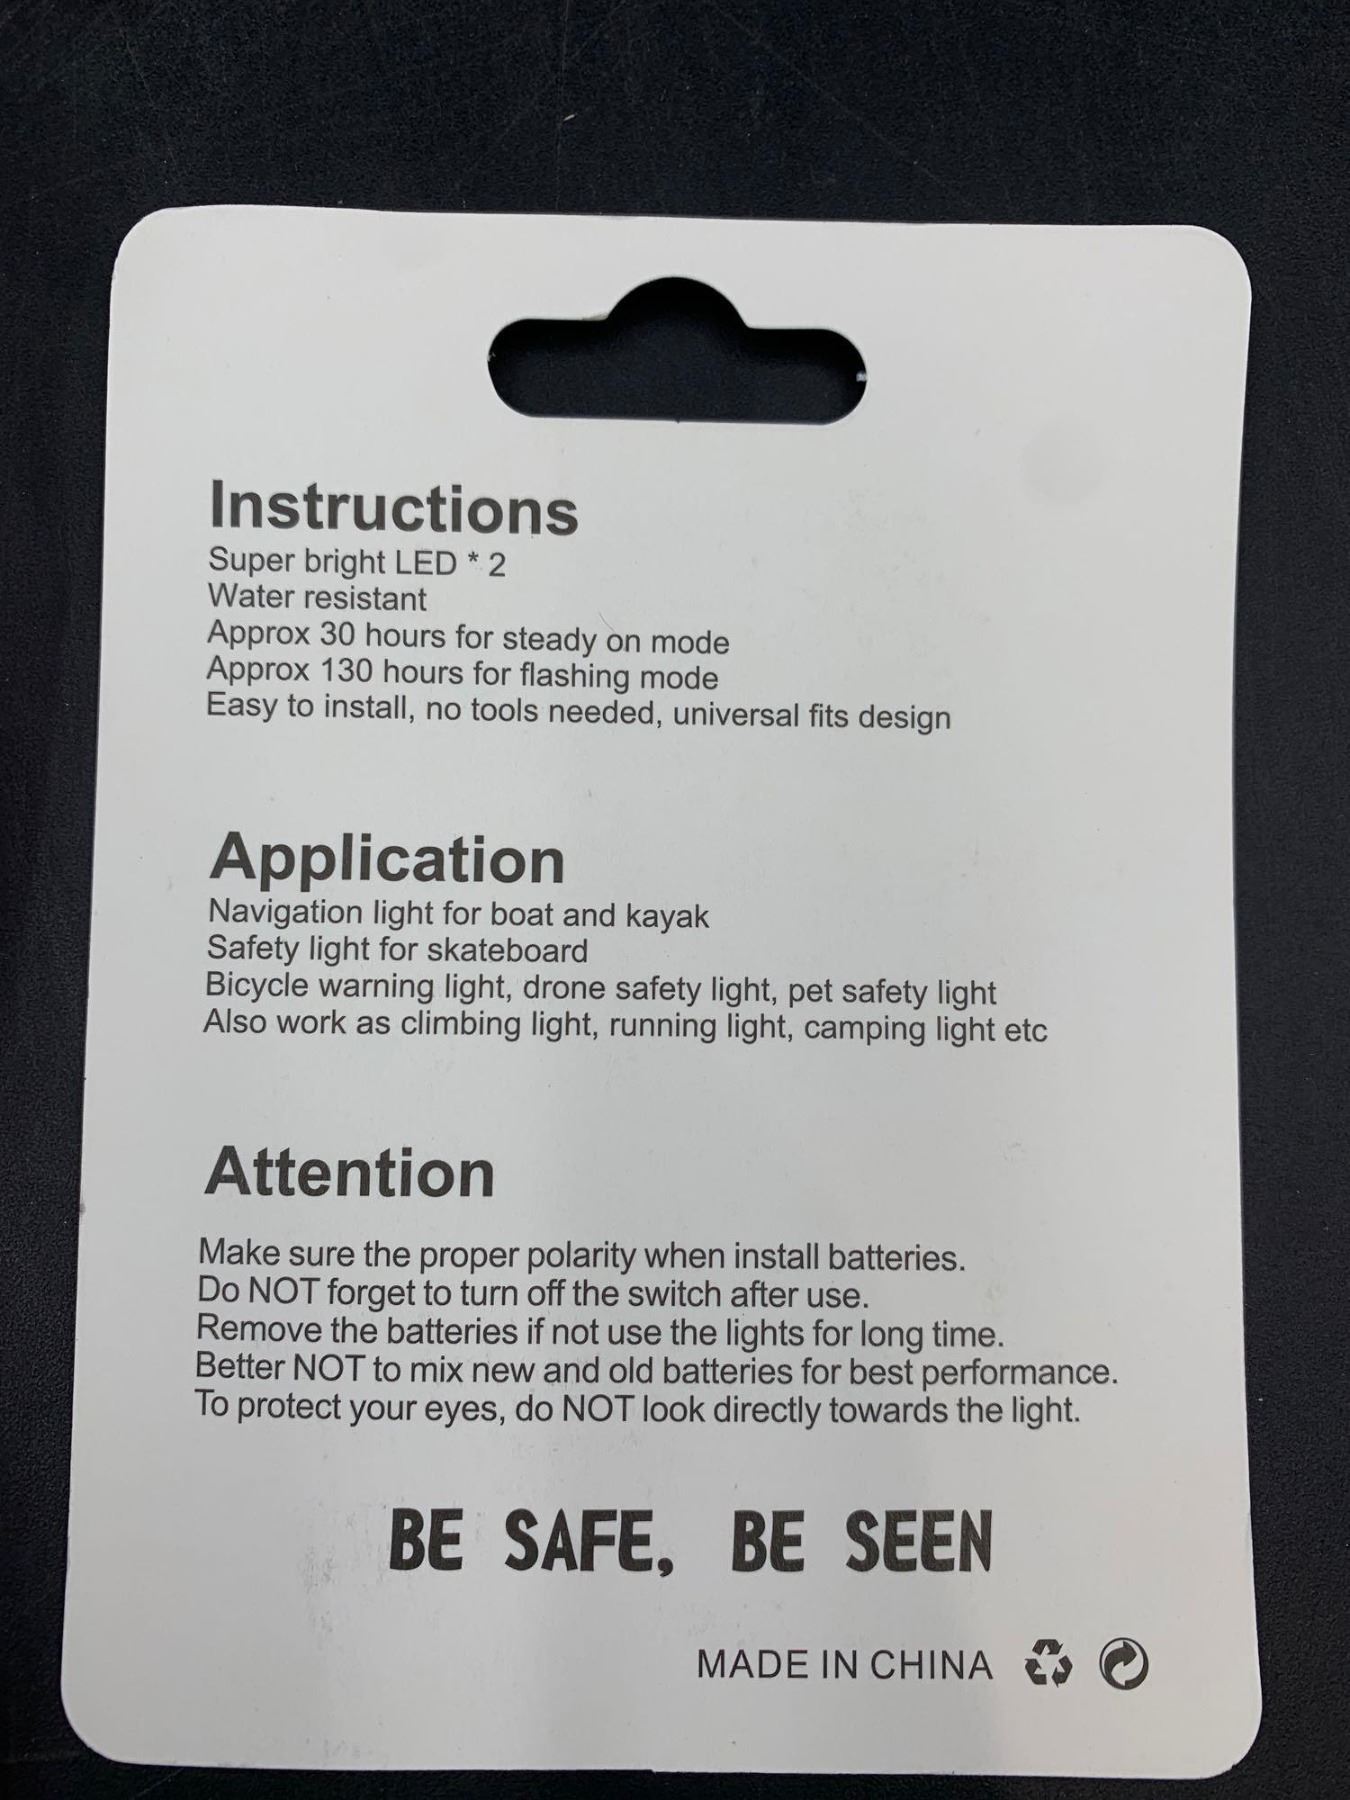 Instructions
Super bright LED * 2
Water resistant
Approx 30 hours for steady on mode
Approx 130 hours for flashing mode
Easy to install, no tools needed, universal fits design
Application
Navigation light for boat and kayak
Safety light for skateboard
Bicycle warning light, drone safety light, pet safety light
Also work as climbing light, running light, camping light etc
Attention
Make sure the proper polarity when install batteries.
Do NOT forget to turn off the switch after use.
Remove the batteries if not use the lights for long time.
Better NOT to mix new and old batteries for best performance.
To protect your eyes, do NOT look directly towards the light.
BE SAFE, BE SEEN
MADE IN CHINA